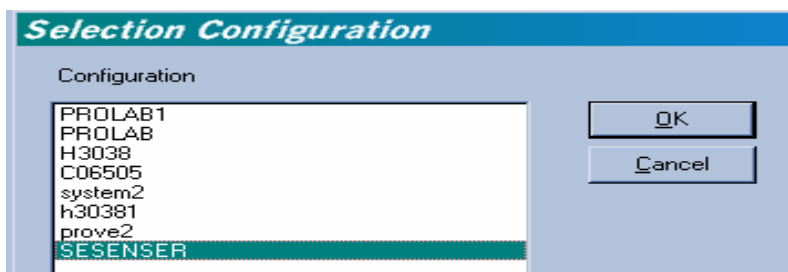 Selection Configuration
Configuration
PROLAB1
PROLAB
H3038
C06505
system2
h30381
prove2
SESENSER
OK
Cancel